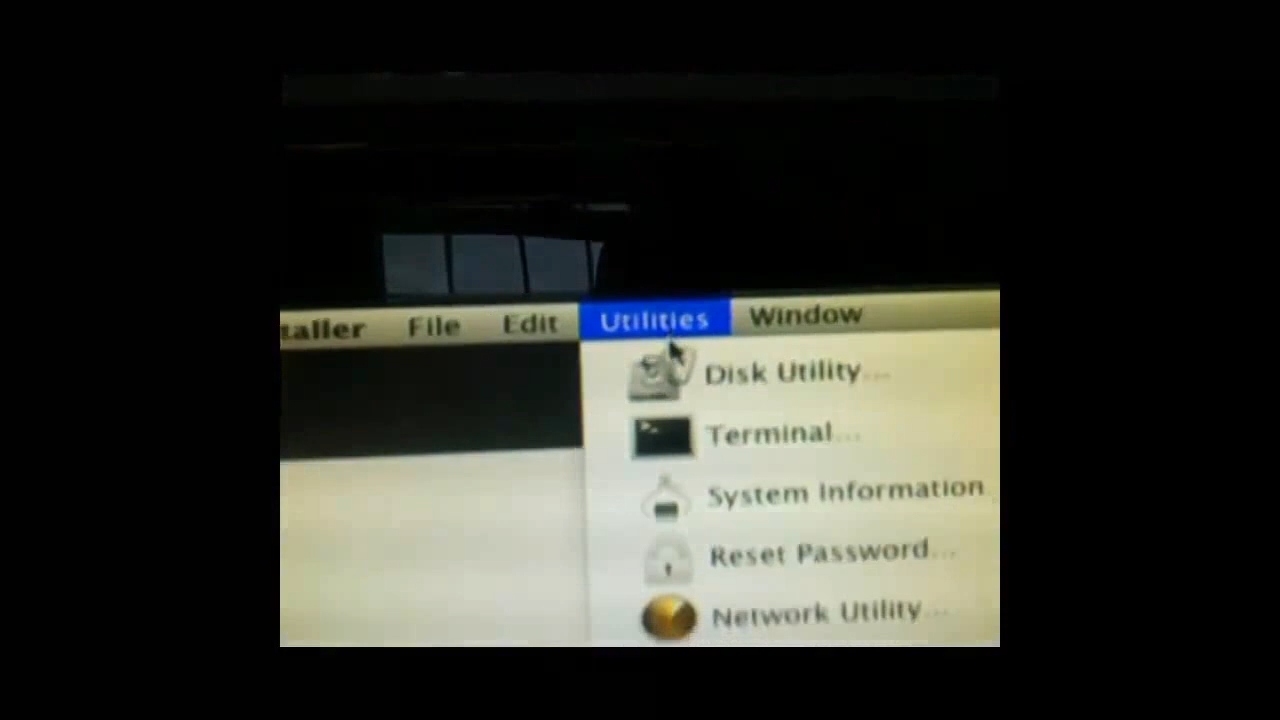 taller File Edit Utilities Window
Disk Utility...
Terminal...
System Information
Reset Password...
Network Utility...